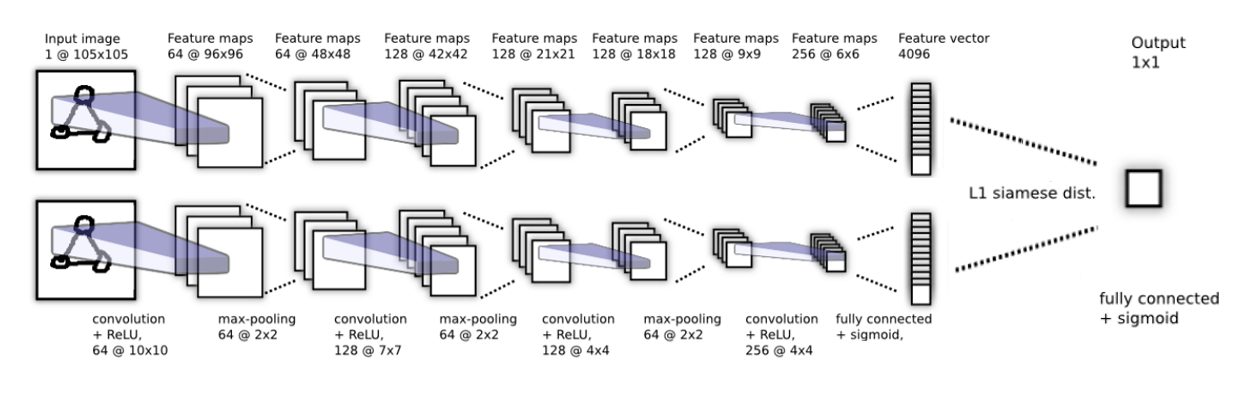 Input image
1 @ 105x105
Feature maps
64 @ 96x96
Feature maps
64 @ 48x48
Feature maps
128 @ 42x42
Feature maps
128 @ 21x21
Feature maps
128 @ 18x18
Feature maps
128 @ 9x9
Feature maps
256 @ 6x6
Feature vector
4096
Output
1x1
L1 siamese dist.
fully connected
+ sigmoid
convolution
+ ReLU,
64 @ 10x10
max-pooling
64 @ 2x2
convolution
+ ReLU,
128 @ 7x7
max-pooling
64 @ 2x2
convolution
+ ReLU,
128 @ 4x4
max-pooling
64 @ 2x2
convolution
+ ReLU,
256 @ 4x4
fully connected
+ sigmoid,